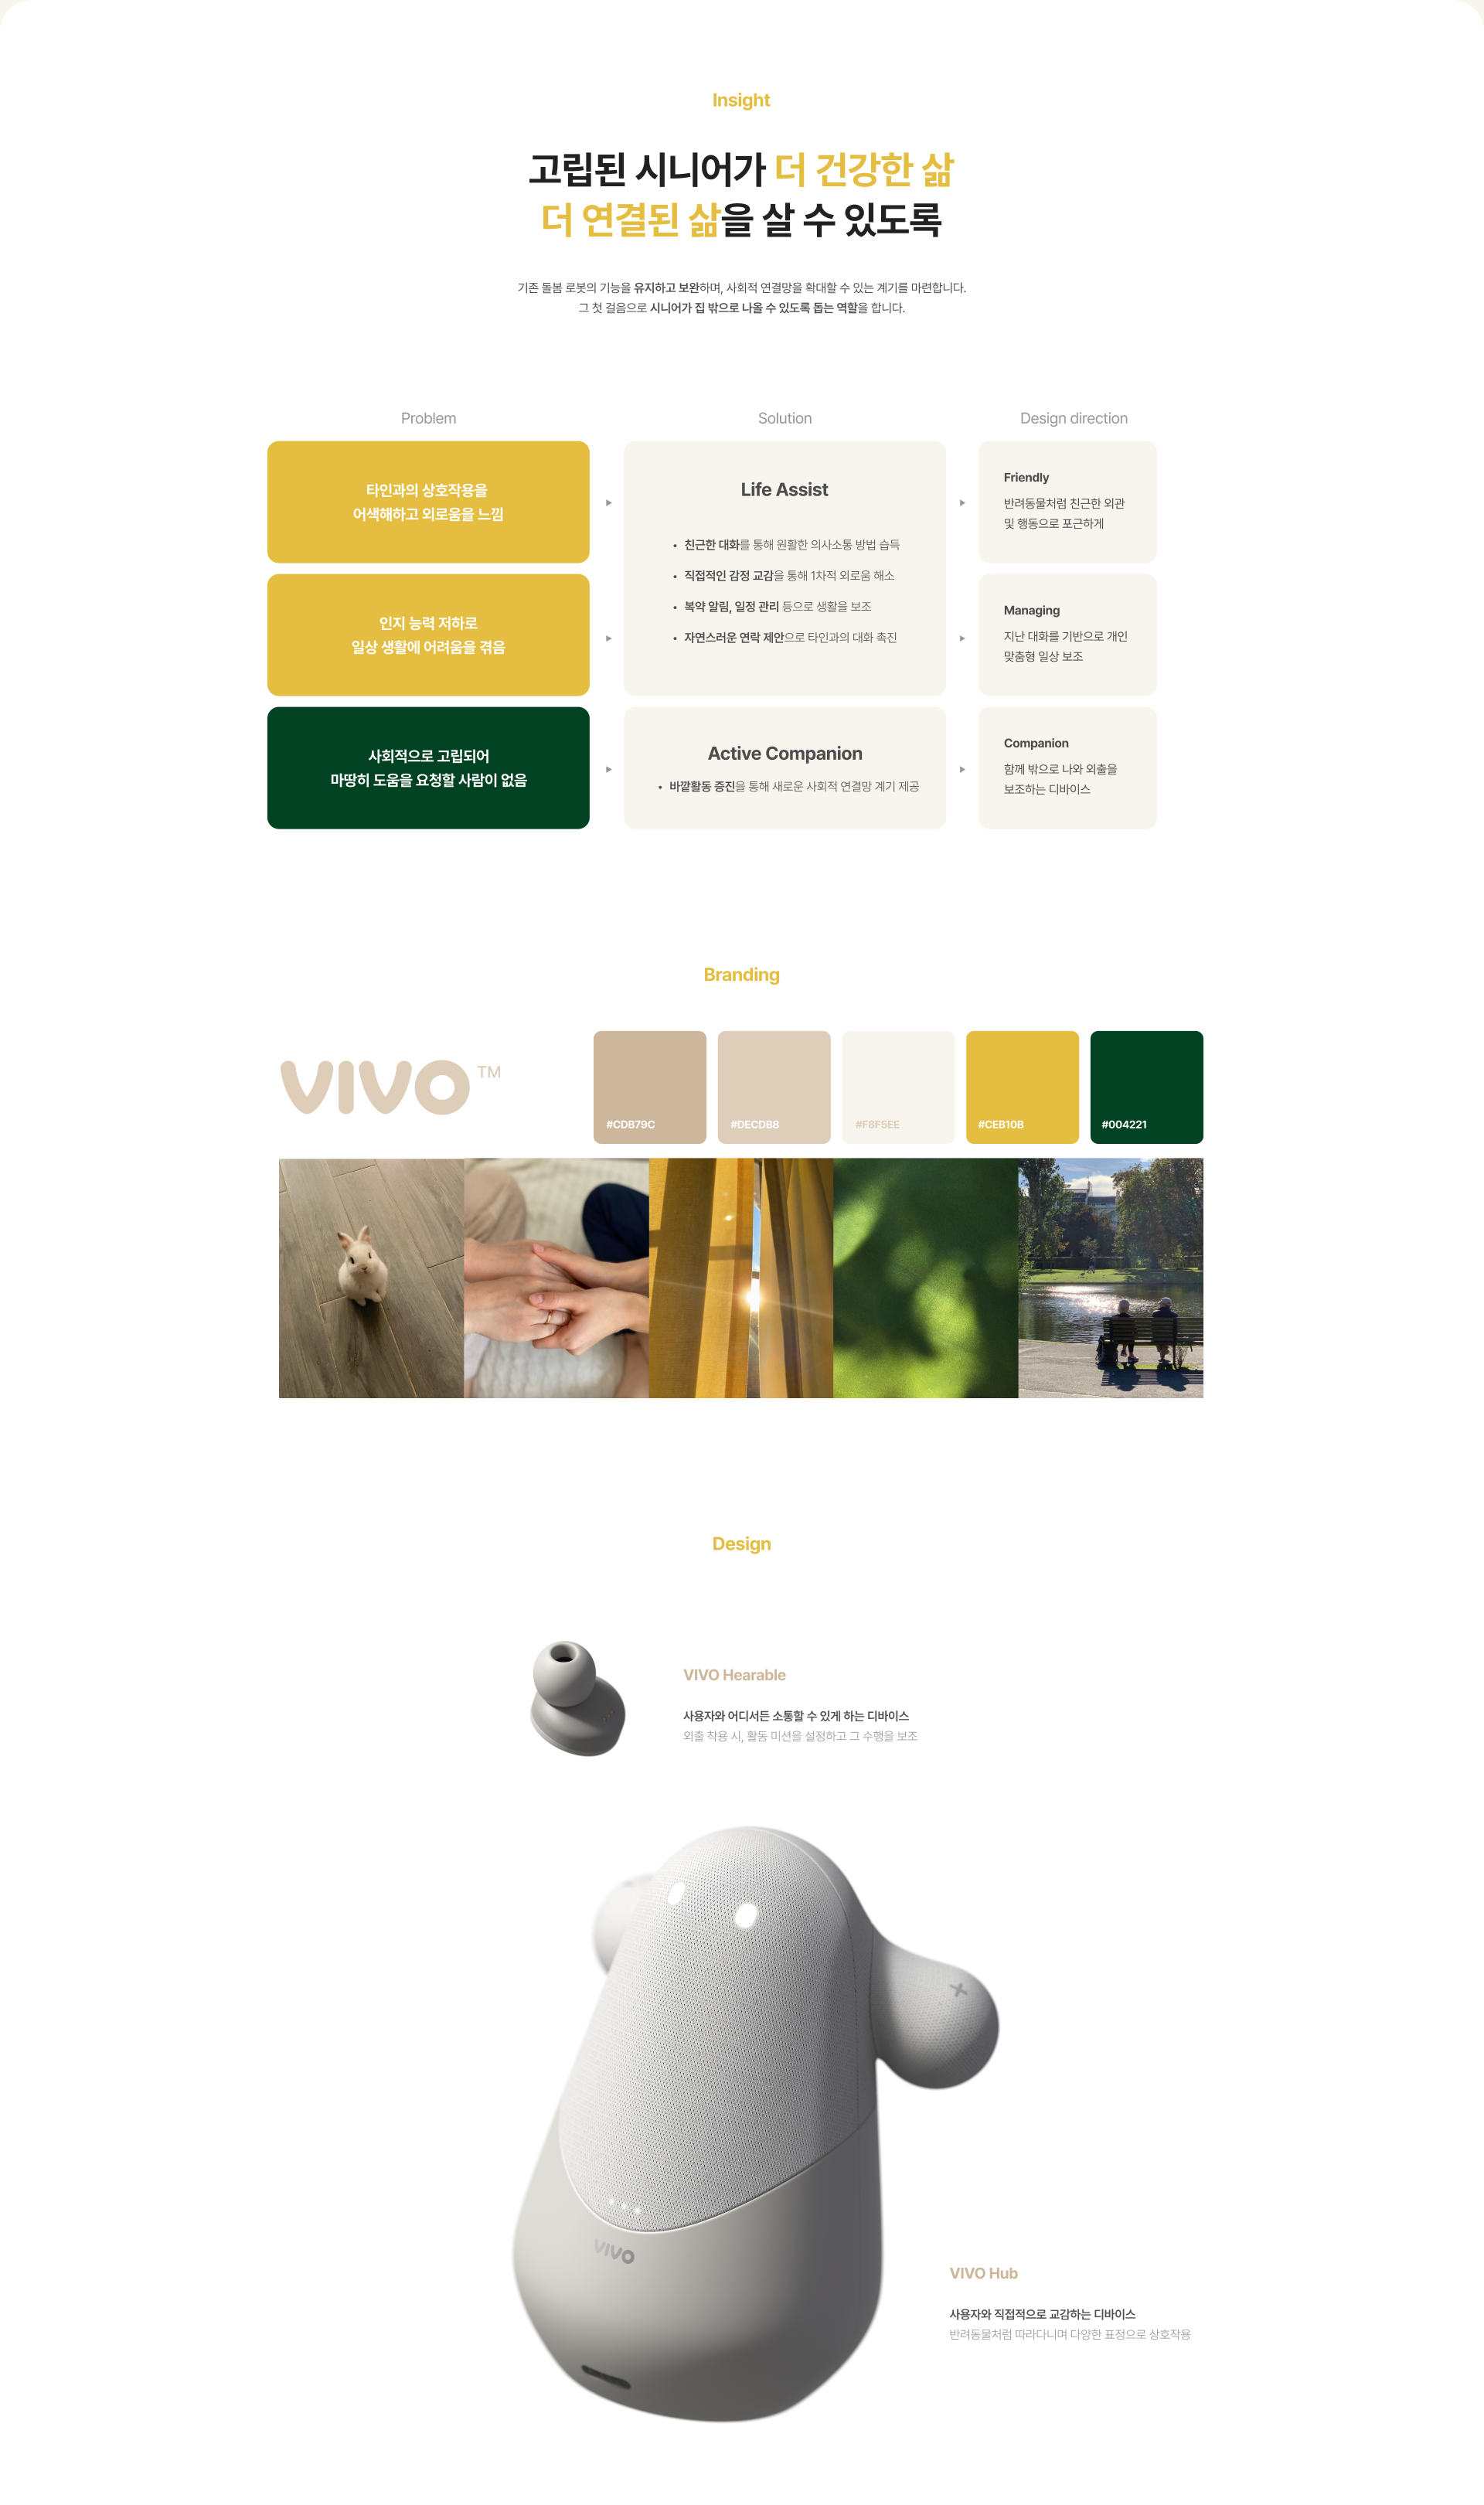 Insight
고립된 시니어가 더 건강한 삶
더 연결된 삶을 살 수 있도록
기존 돌봄 로봇의 기능을 유지하고 보완하며, 사회적 연결망을 확대할 수 있는 계기를 마련합니다.
그 첫 걸음으로 시니어가 집 밖으로 나올 수 있도록 돕는 역할을 합니다.
Problem
Solution
Design direction
타인과의 상호작용을
어색해하고 외로움을 느낌
인지 능력 저하로
일상 생활에 어려움을 겪음
사회적으로 고립되어
마땅히 도움을 요청할 사람이 없음
Life Assist
• 친근한 대화를 통해 원활한 의사소통 방법 습득
• 직접적인 감정 교감을 통해 1차적 외로움 해소
• 복약 알림, 일정 관리 등으로 생활을 보조
• 자연스러운 연락 제안으로 타인과의 대화 촉진
Active Companion
• 바깥활동 증진을 통해 새로운 사회적 연결망 계기 제공
Friendly
반려동물처럼 친근한 외관
및 행동으로 포근하게
Managing
지난 대화를 기반으로 개인
맞춤형 일상 보조
Companion
함께 밖으로 나와 외출을
보조하는 디바이스
Branding
VIVO TM
#CDB79C
#DECDB8
#F8F5EE
#CEB10B
#004221
Design
VIVO Hearable
사용자와 어디서든 소통할 수 있게 하는 디바이스
외출 착용 시, 활동 미션을 설정하고 그 수행을 보조
VIVO
VIVO Hub
사용자와 직접적으로 교감하는 디바이스
반려동물처럼 따라다니며 다양한 표정으로 상호작용